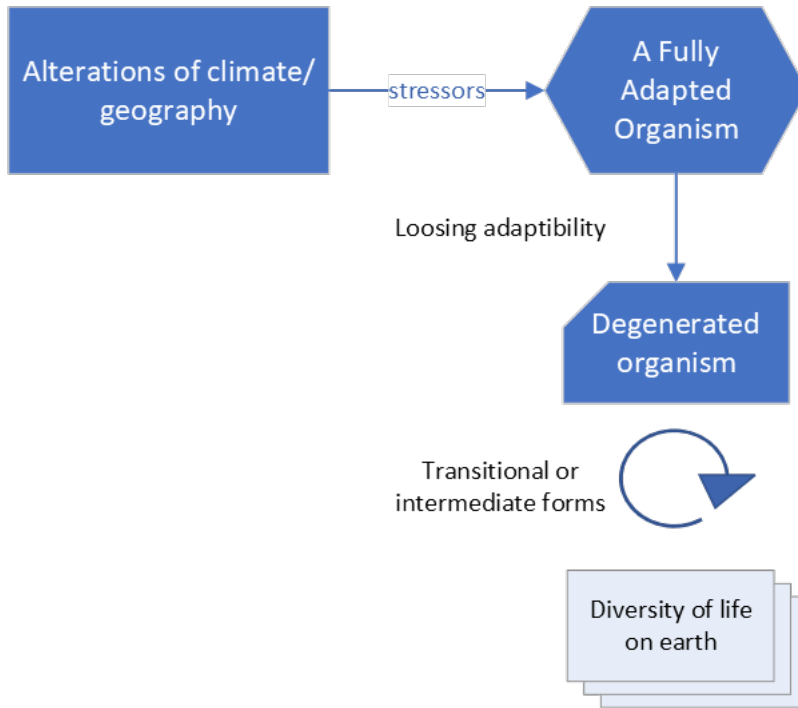 Alterations of climate/
geography
stressors
A Fully
Adapted
Organism
Loosing adaptibility
Degenerated
organism
Transitional or
intermediate forms
Diversity of life
on earth